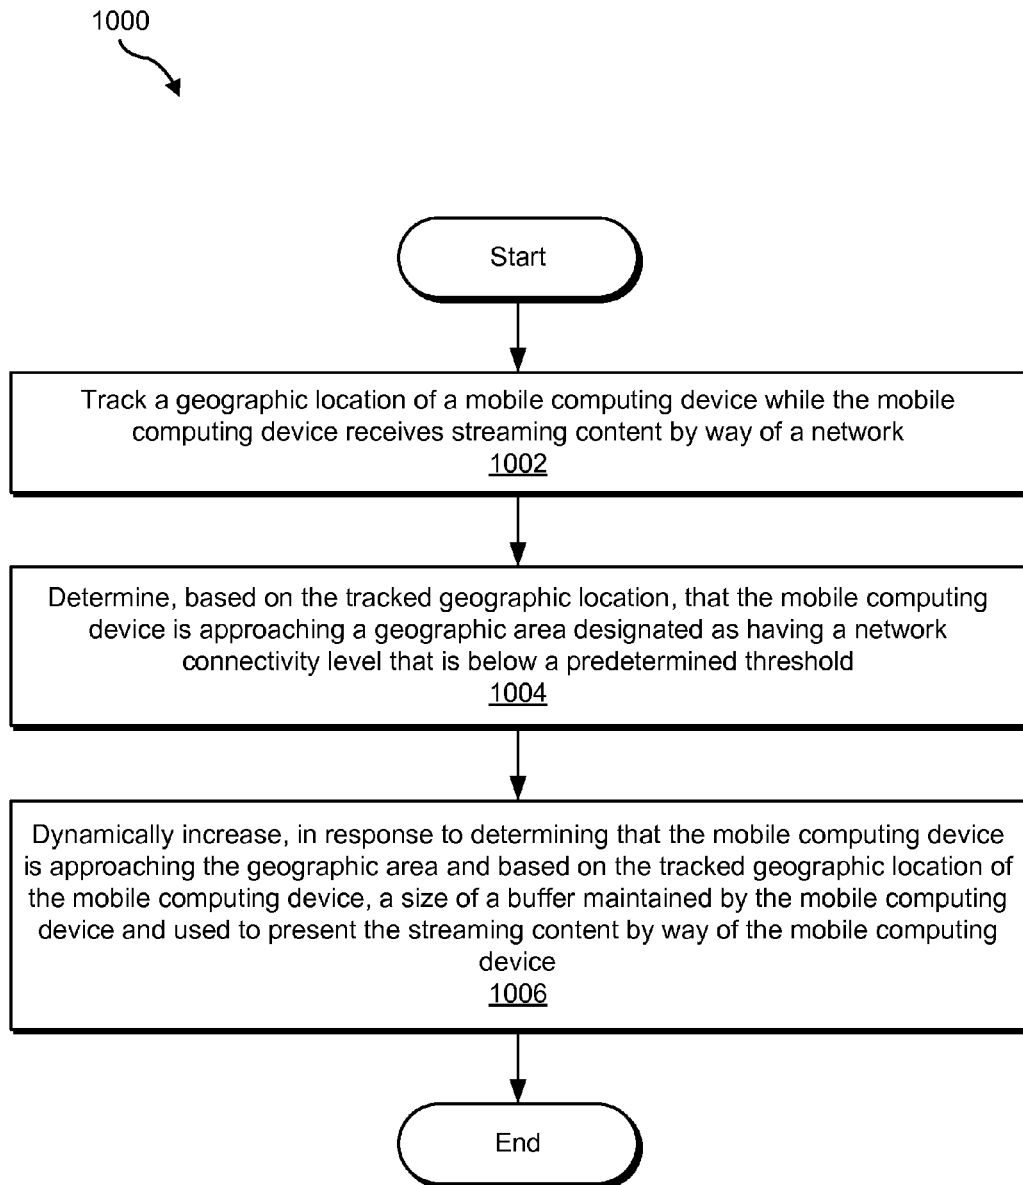 1000
Start
Track a geographic location of a mobile computing device while the mobile
computing device receives streaming content by way of a network
1002
Determine, based on the tracked geographic location, that the mobile computing
device is approaching a geographic area designated as having a network
connectivity level that is below a predetermined threshold
1004
Dynamically increase, in response to determining that the mobile computing device
is approaching the geographic area and based on the tracked geographic location of
the mobile computing device, a size of a buffer maintained by the mobile computing
device and used to present the streaming content by way of the mobile computing
device
1006
End